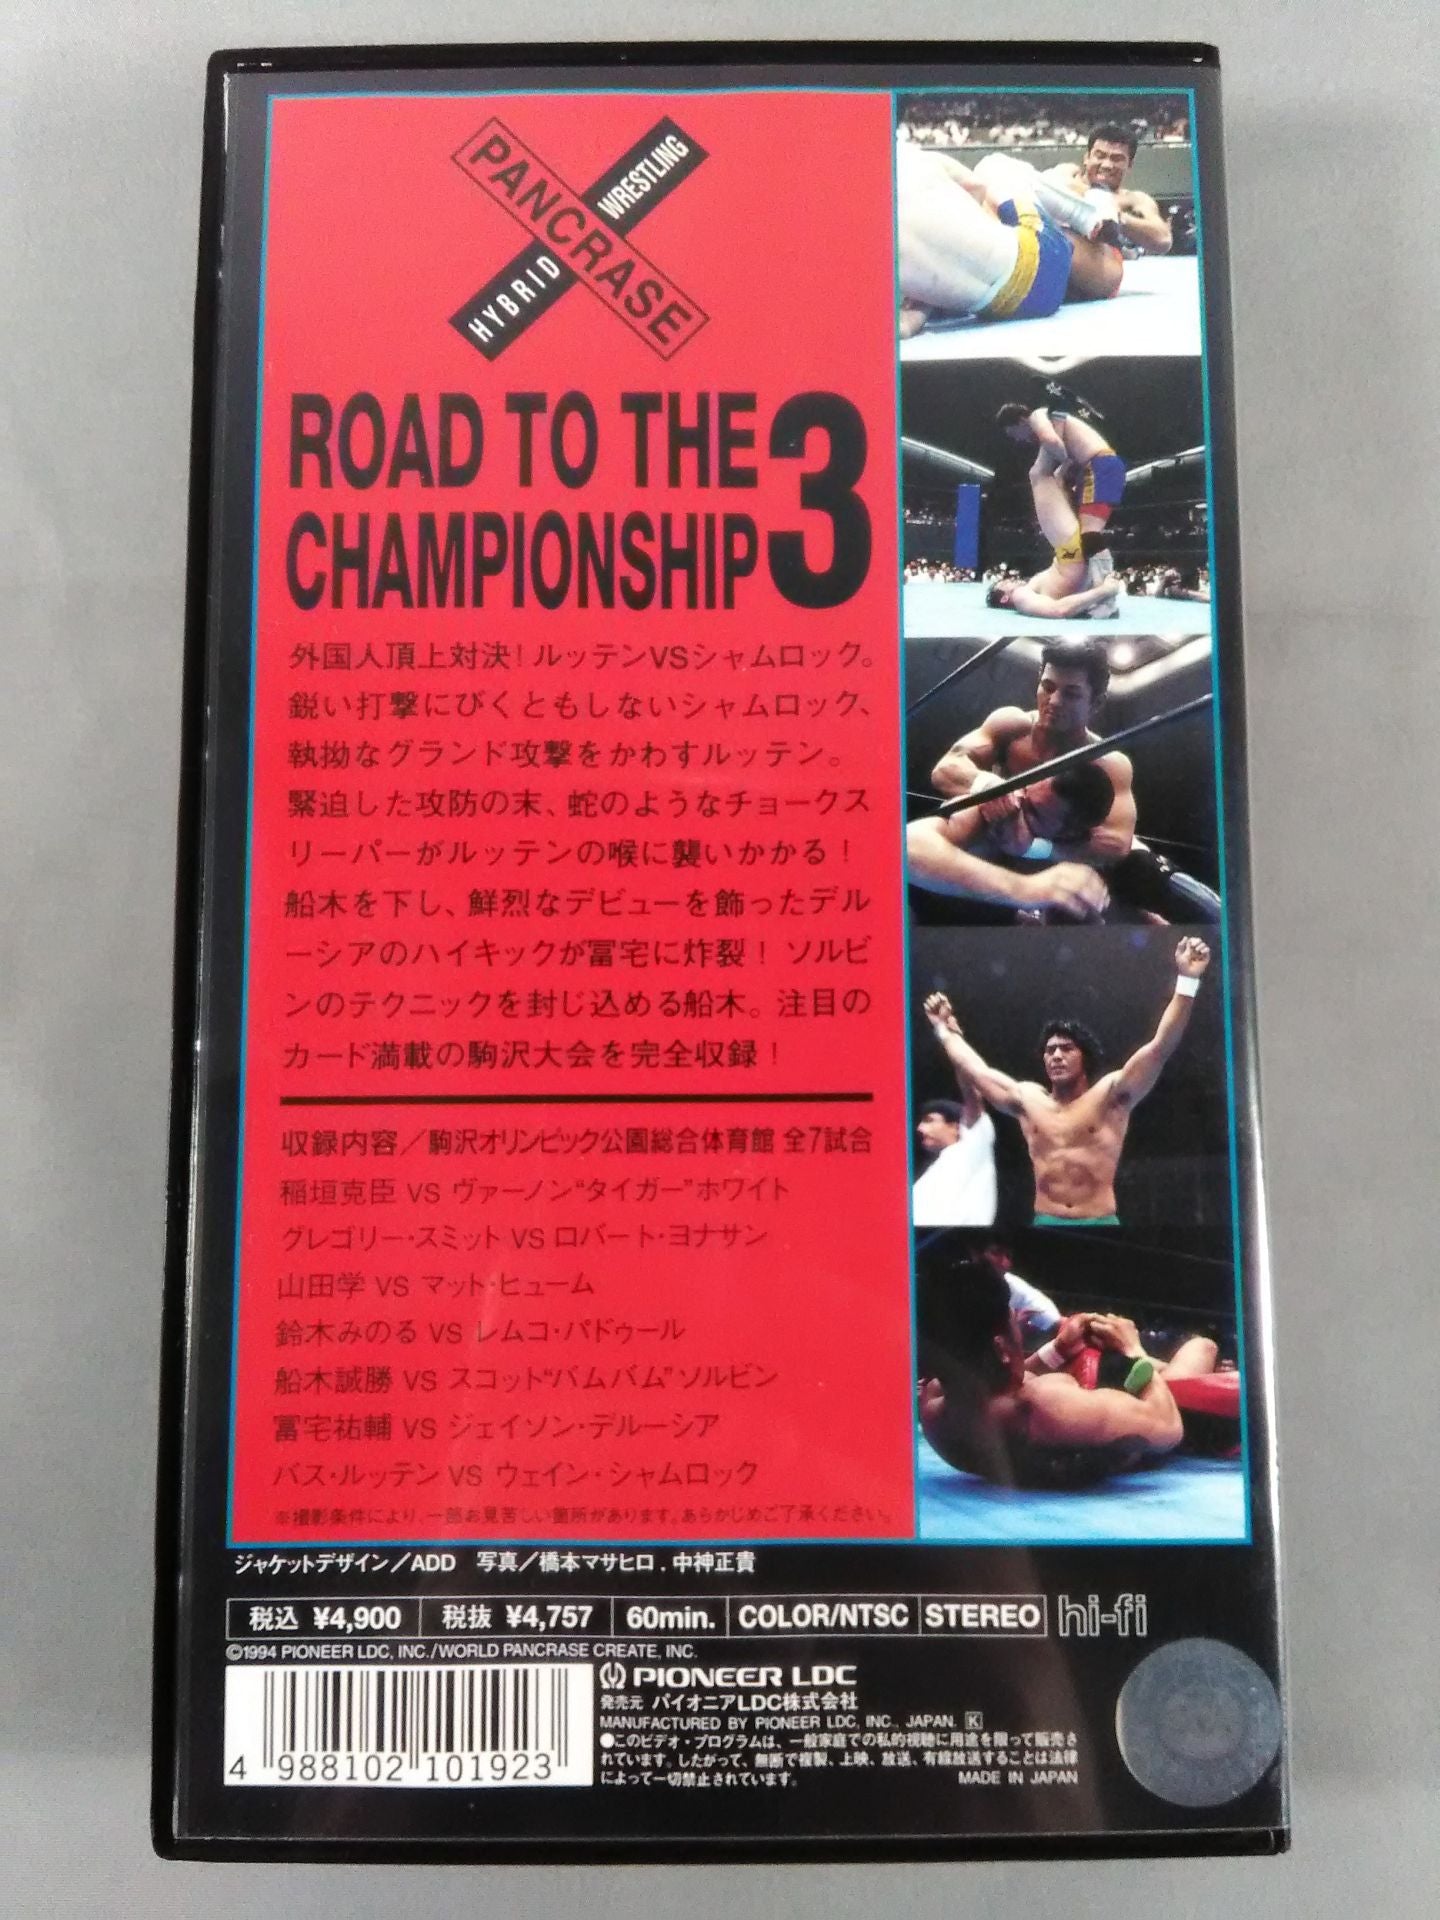 PANCRASE
HYBRID WRESTLING
ROAD TO THE
CHAMPIONSHIP 3
外国人頂上対決!ルッテンVSシャムロック。
鋭い打撃にびくともしないシャムロック、
執拗なグランド攻撃をかわすルッテン。
緊迫した攻防の末、蛇のようなチョークス
リーパーがルッテンの喉に襲いかかる!
船木を下し、鮮烈なデビューを飾ったデル
ーシアのハイキックが冨宅に炸裂!ソルビ
ンのテクニックを封じ込める船木。注目の
カード満載の駒沢大会を完全収録!
収録内容/駒沢オリンピック公園総合体育館 全7試合
稲垣克臣 VS ヴァーノン“タイガー”ホワイト
グレゴリー・スミット VS ロバート・ヨナサン
山田学 VS マット・ヒューム
鈴木みのる VS レムコ・パドゥール
船木誠勝 VS スコット“バムバム”ソルビン
冨宅祐輔 VS ジェイソン・デルーシア
バス・ルッテン VS ウェイン・シャムロック
※撮影条件により、一部お見苦しい箇所があります。あらかじめご了承ください。
ジャケットデザイン/ADD 写真/橋本マサヒロ.中神正貴
税込 ¥4,900 税抜 ¥4,757 60min. COLOR/NTSC STEREO hi-fi
©1994 PIONEER LDC, INC./WORLD PANCRASE CREATE, INC.
PIONEER LDC
発売元 パイオニアLDC株式会社
MANUFACTURED BY PIONEER LDC, INC., JAPAN. K
●このビデオ・プログラムは、一般家庭での私的視聴に用途を限って販売さ
れています。したがって、無断で複製、上映、放送、有線放送することは法律
によって一切禁止されています。 MADE IN JAPAN
4 988102 101923